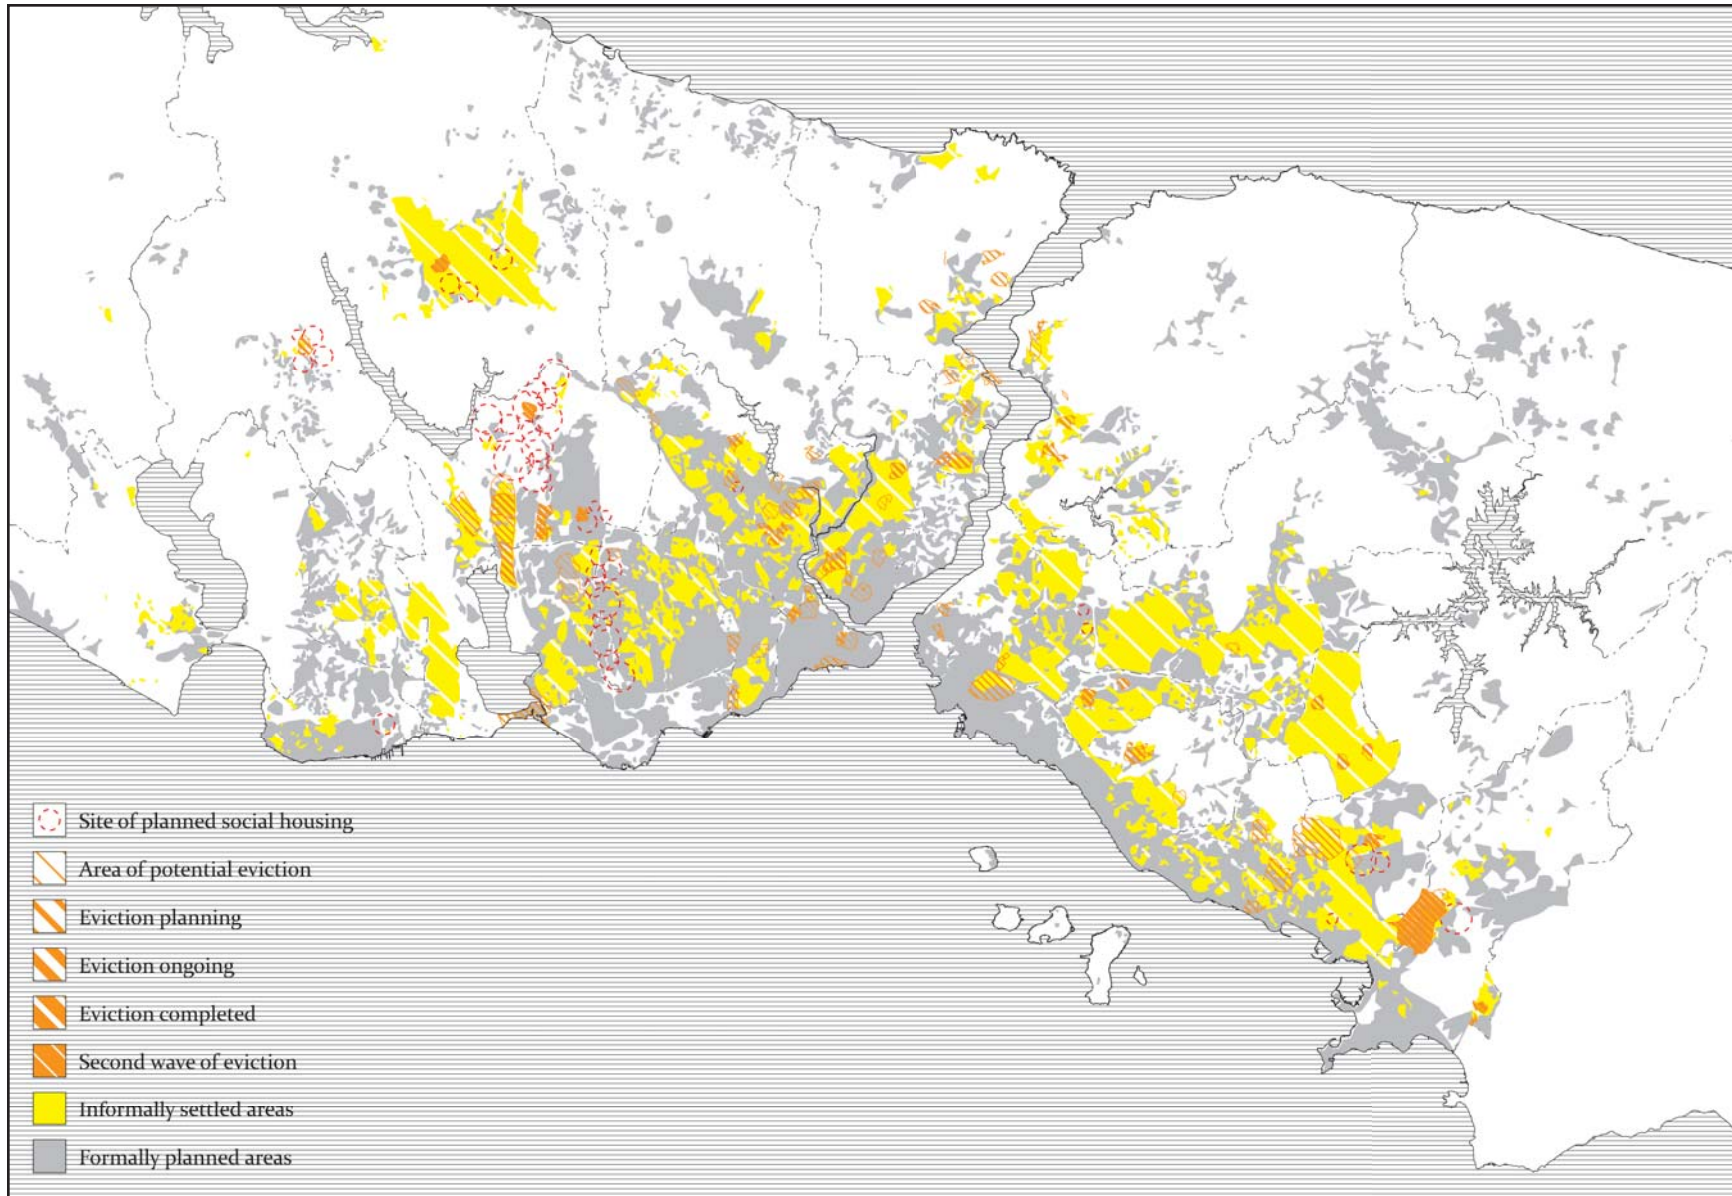 Site of planned social housing
Area of potential eviction
Eviction planning
Eviction ongoing
Eviction completed
Second wave of eviction
Informally settled areas
Formally planned areas